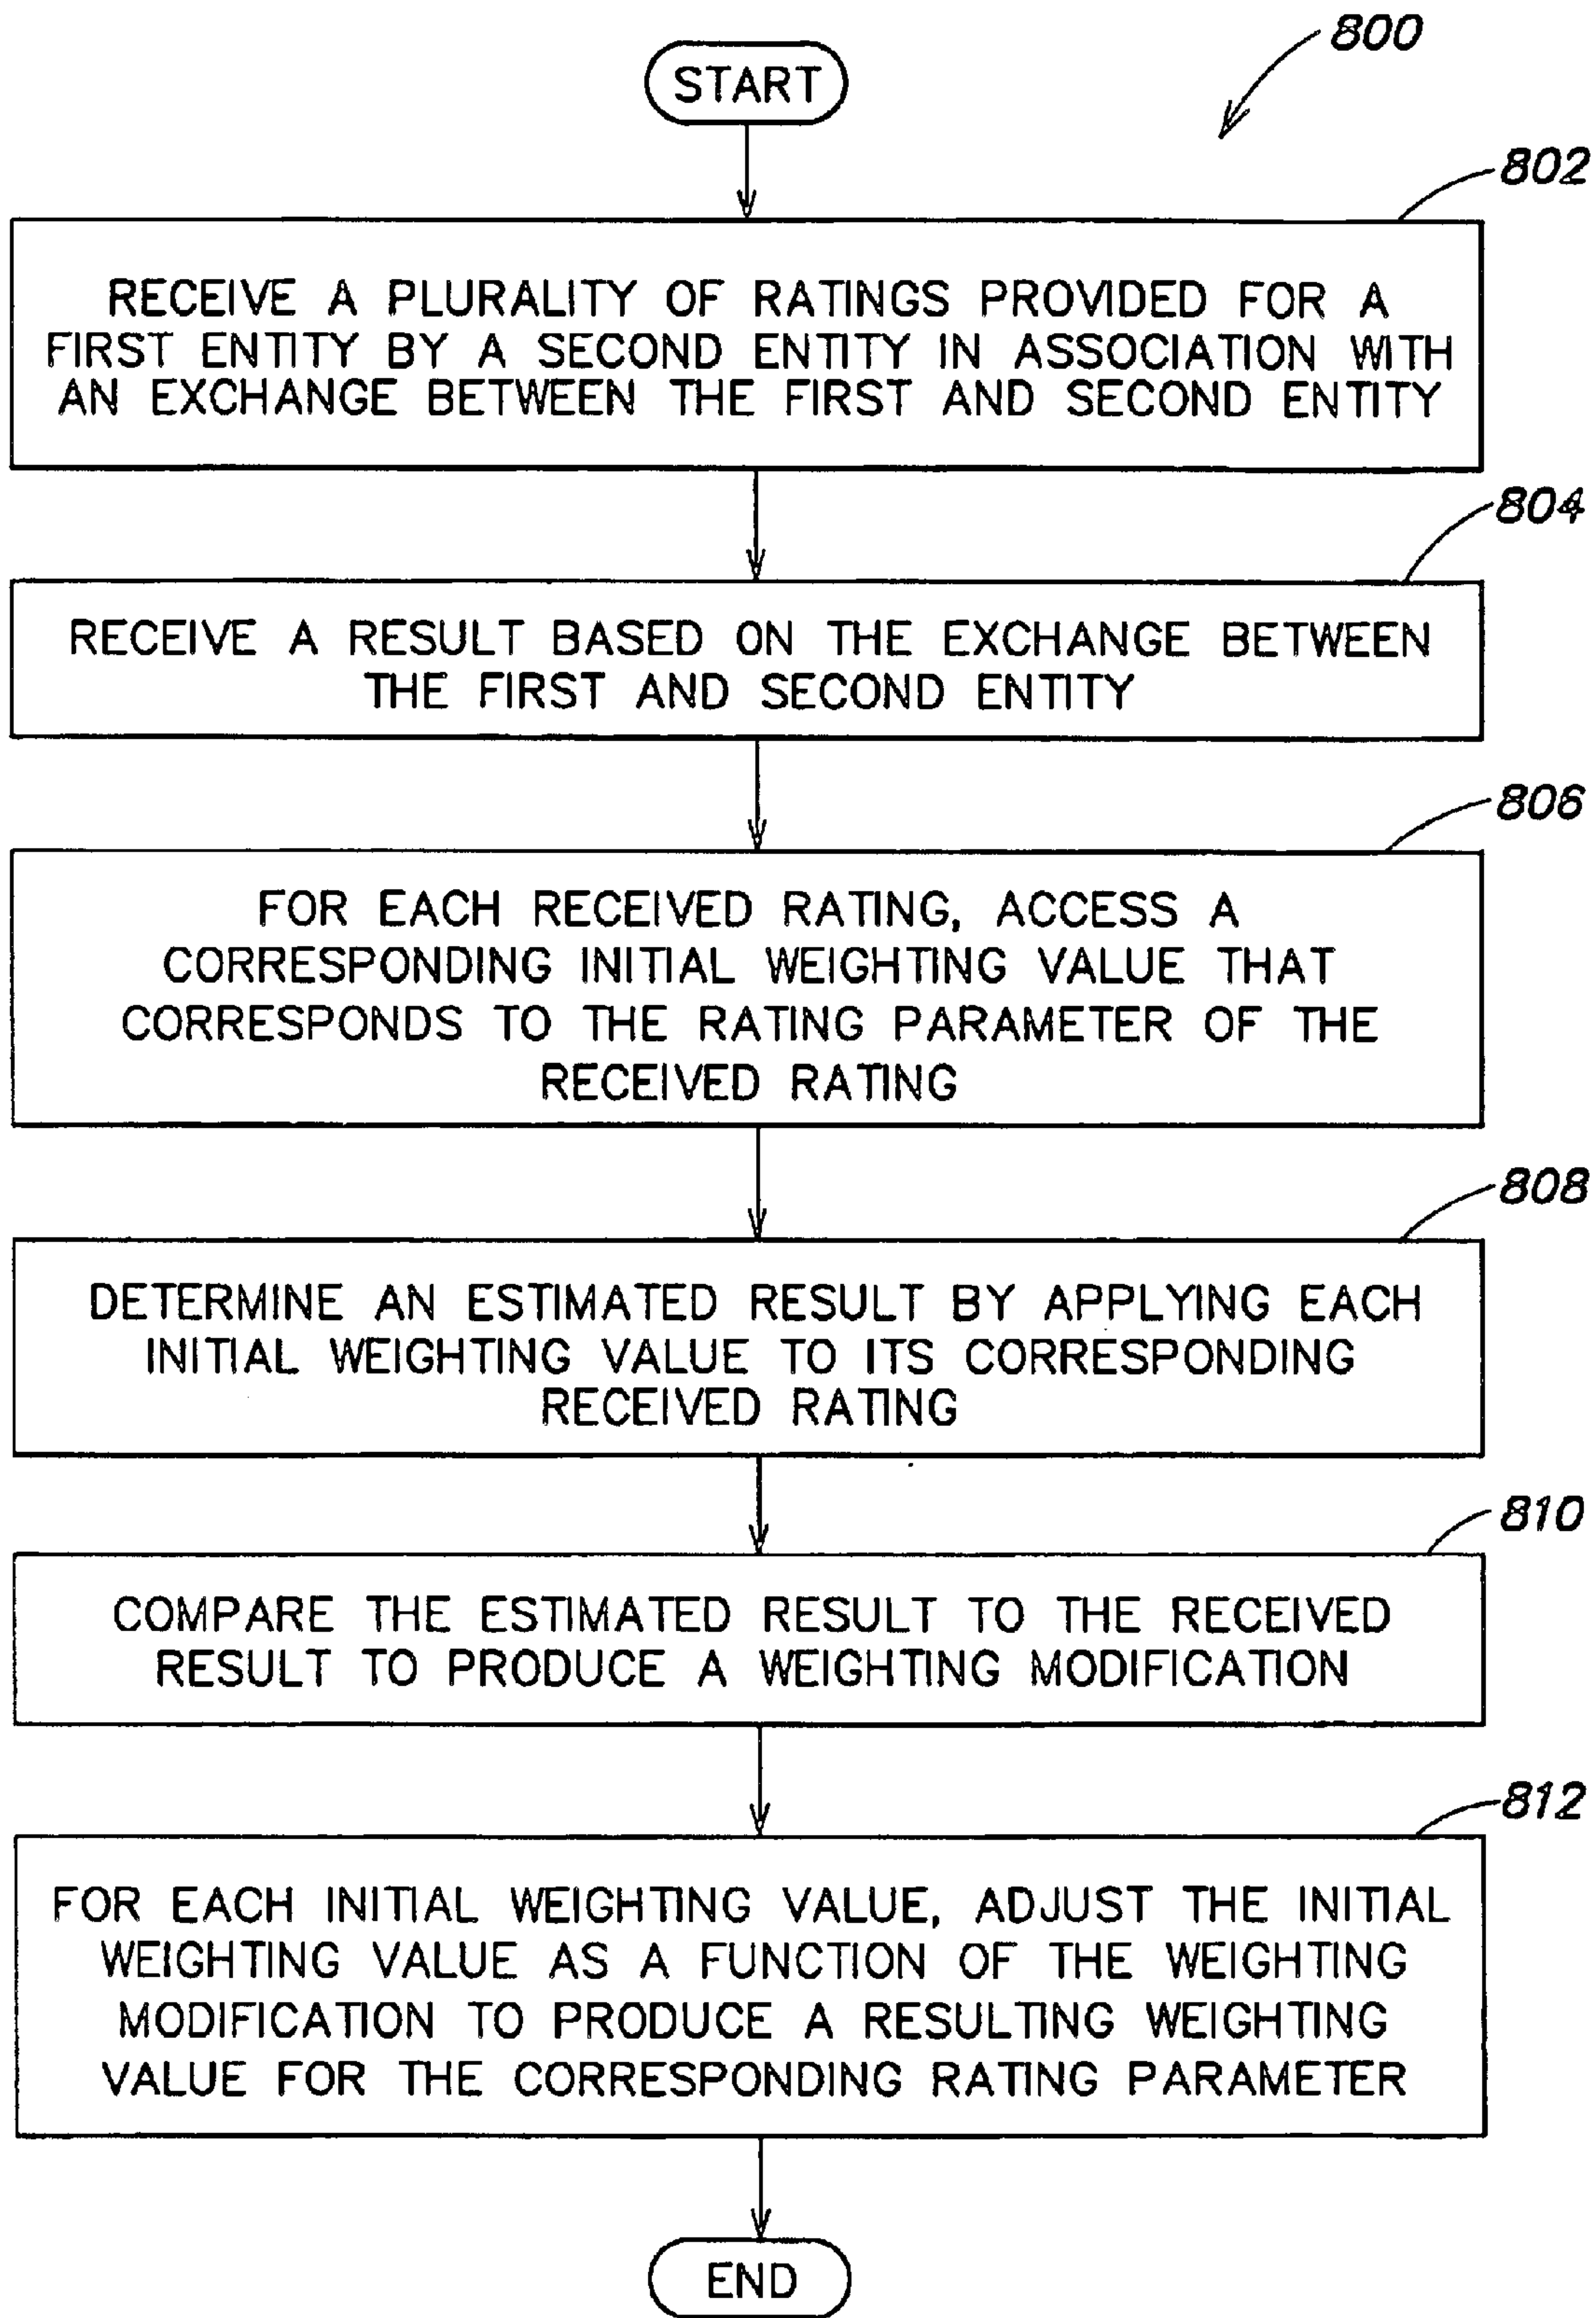 800
START
802
RECEIVE A PLURALITY OF RATINGS PROVIDED FOR A
FIRST ENTITY BY A SECOND ENTITY IN ASSOCIATION WITH
AN EXCHANGE BETWEEN THE FIRST AND SECOND ENTITY
804
RECEIVE A RESULT BASED ON THE EXCHANGE BETWEEN
THE FIRST AND SECOND ENTITY
806
FOR EACH RECEIVED RATING, ACCESS A
CORRESPONDING INITIAL WEIGHTING VALUE THAT
CORRESPONDS TO THE RATING PARAMETER OF THE
RECEIVED RATING
808
DETERMINE AN ESTIMATED RESULT BY APPLYING EACH
INITIAL WEIGHTING VALUE TO ITS CORRESPONDING
RECEIVED RATING
810
COMPARE THE ESTIMATED RESULT TO THE RECEIVED
RESULT TO PRODUCE A WEIGHTING MODIFICATION
812
FOR EACH INITIAL WEIGHTING VALUE, ADJUST THE INITIAL
WEIGHTING VALUE AS A FUNCTION OF THE WEIGHTING
MODIFICATION TO PRODUCE A RESULTING WEIGHTING
VALUE FOR THE CORRESPONDING RATING PARAMETER
END